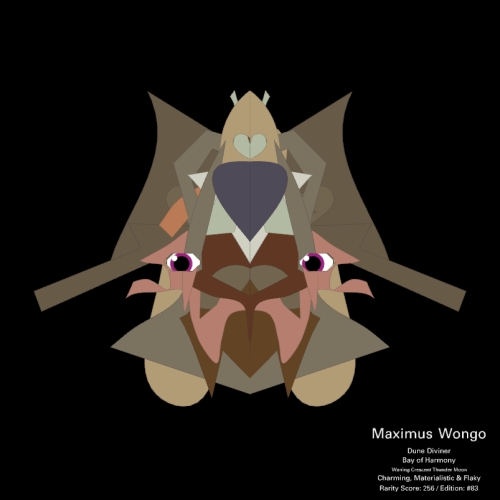 Maximus Wongo
Dune Diviner
Bay of Harmony
Waning Crescent Thunder Moon
Charming, Materialistic & Flaky
Rarity Score: 256 / Edition: #83